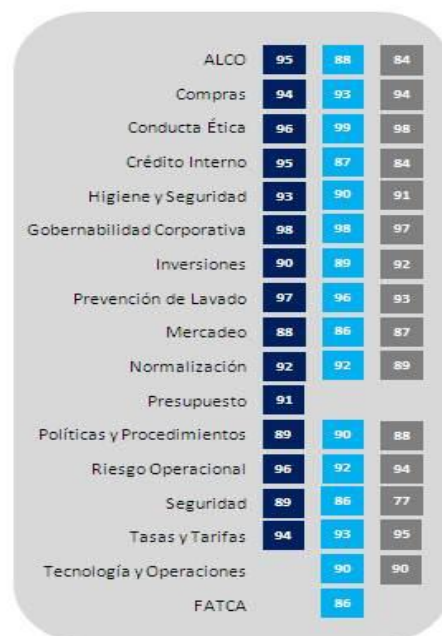 ALCO 95 88 84
Compras 94 93 94
Conducta Ética 96 99 98
Crédito Interno 95 87 84
Higiene y Seguridad 93 90 91
Gobernabilidad Corporativa 98 98 97
Inversiones 90 89 92
Prevención de Lavado 97 96 93
Mercadeo 88 86 87
Normalización 92 92 89
Presupuesto 91
Políticas y Procedimientos 89 90 88
Riesgo Operacional 96 92 94
Seguridad 89 86 77
Tasas y Tarifas 94 93 95
Tecnología y Operaciones 90 90
FATCA 86